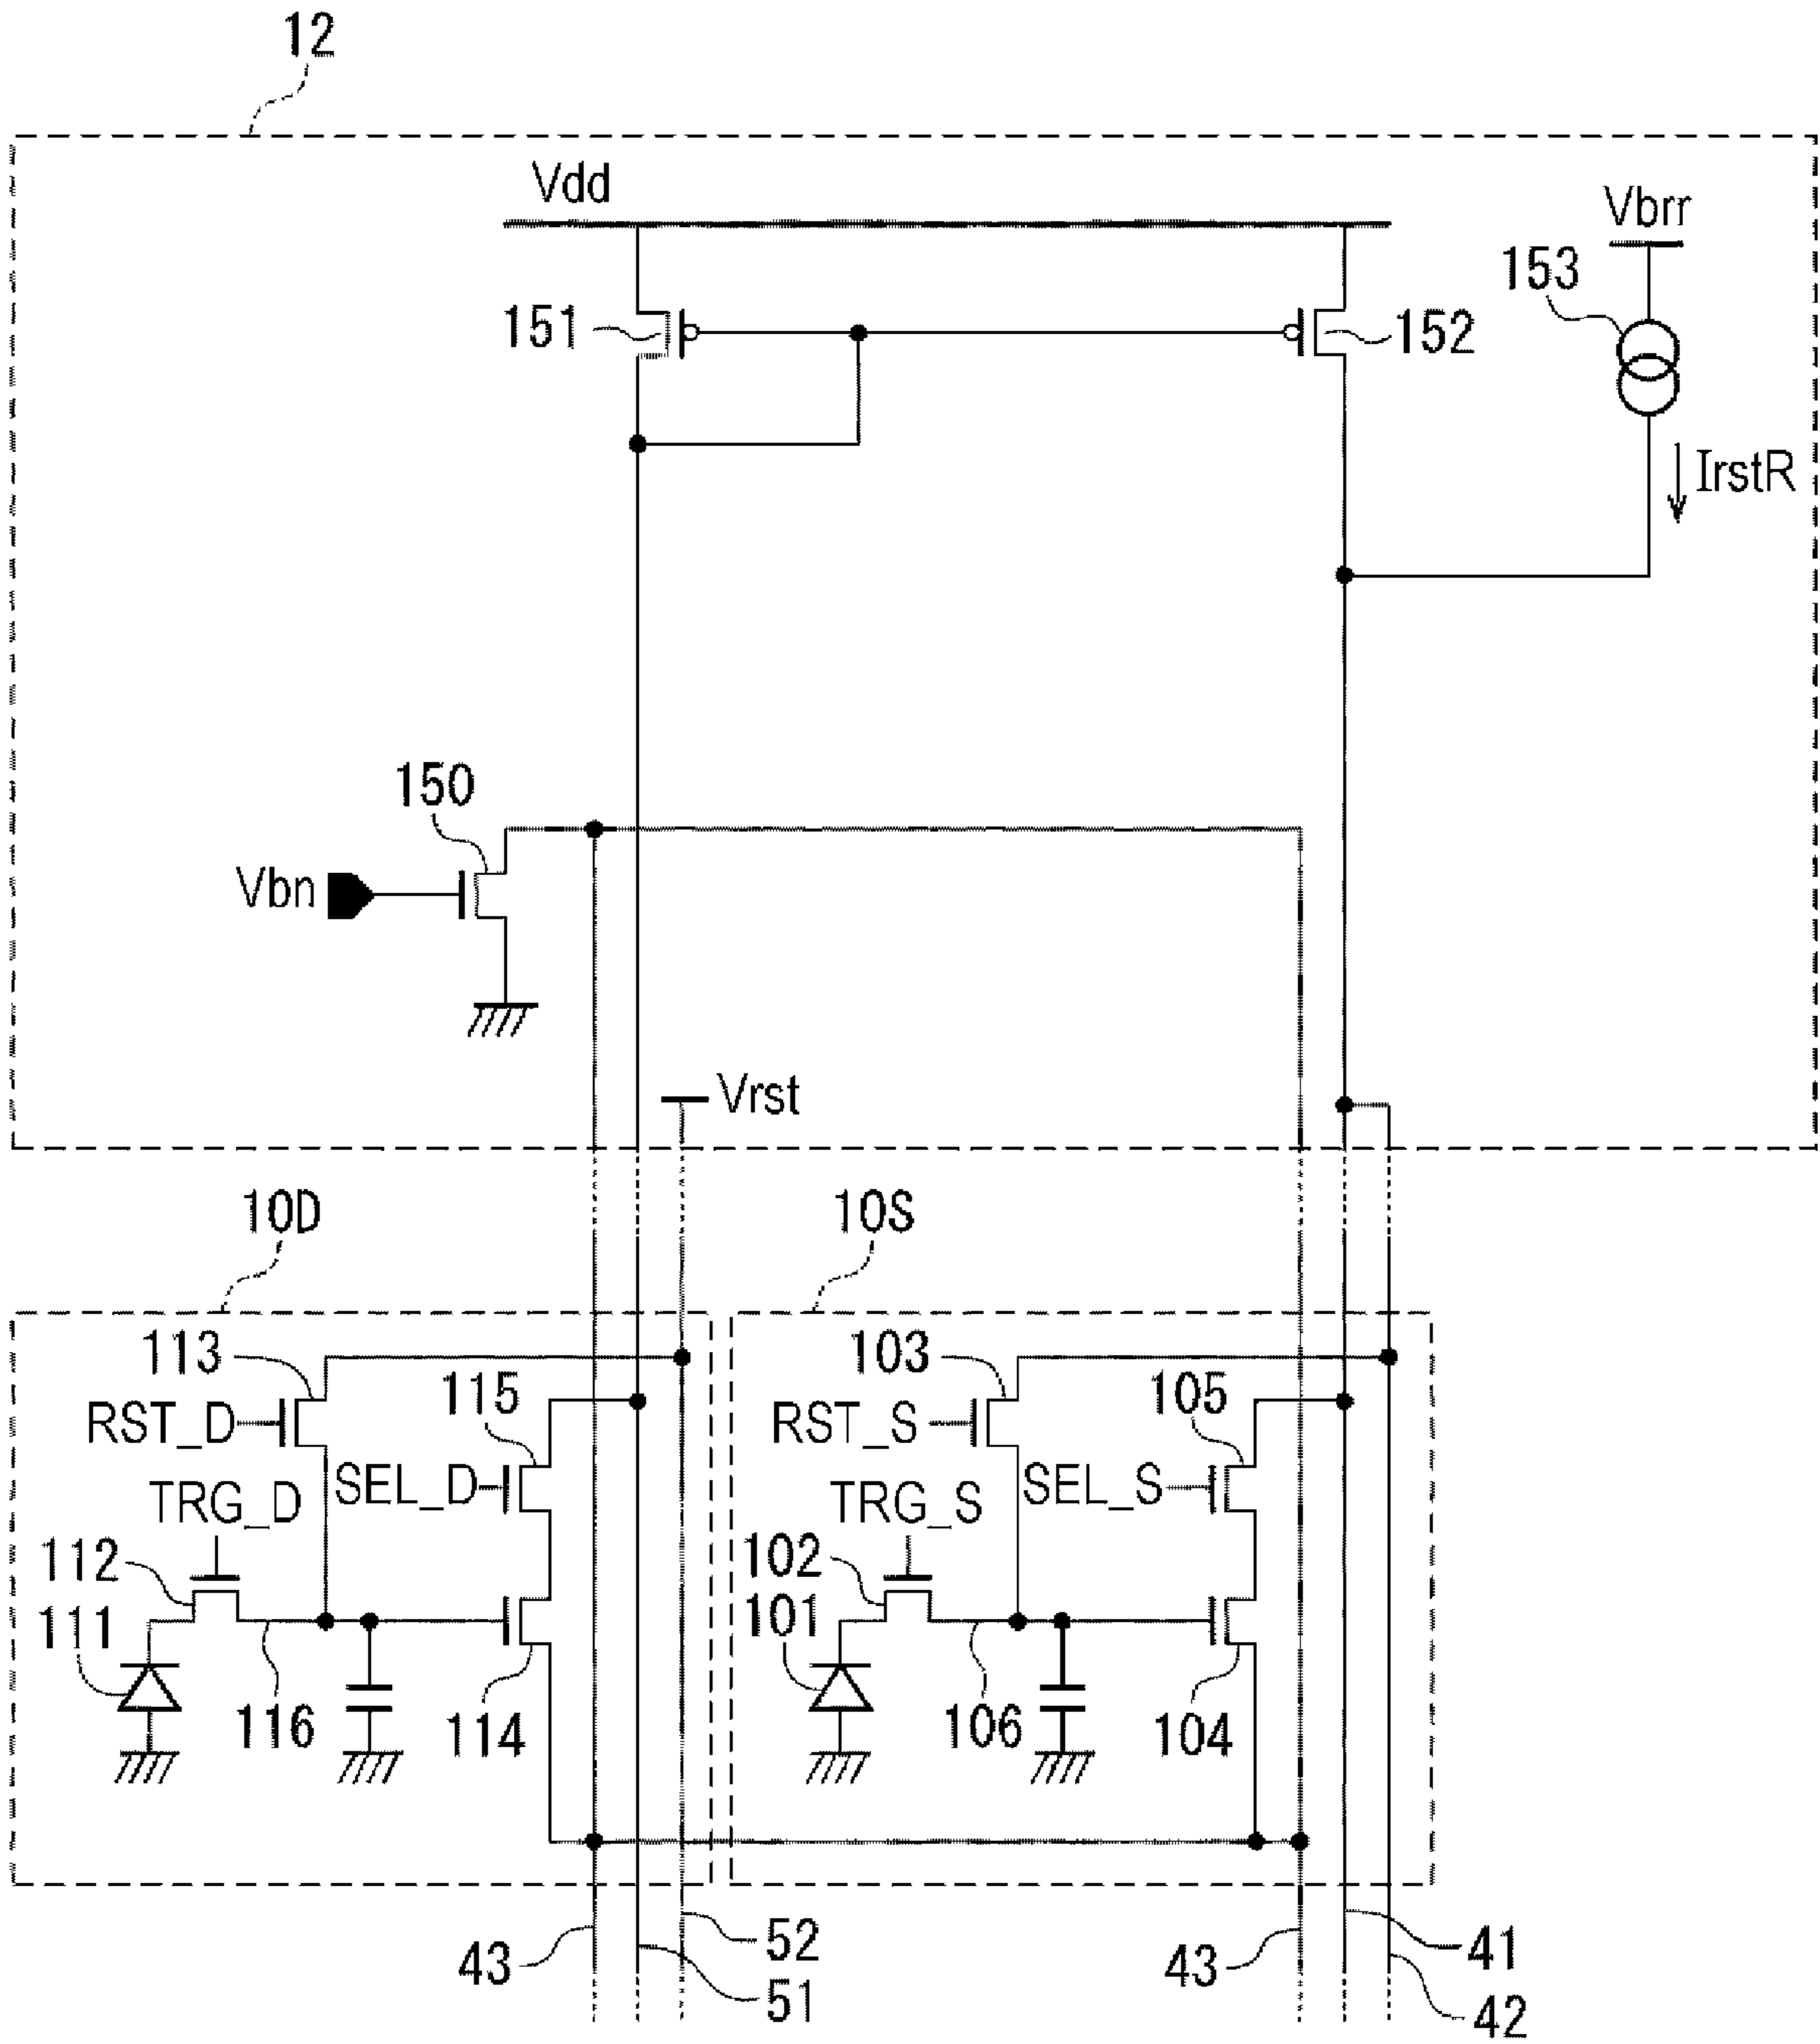 12
Vdd
Vbrr
153
151
152
IrstR
150
Vbn
Vrst
10D
10S
113
103
115
105
RST_D
RST_S
SEL_D
SEL_S
TRG_D
TRG_S
112
102
111
101
116
114
106
104
43
52
51
43
41
42